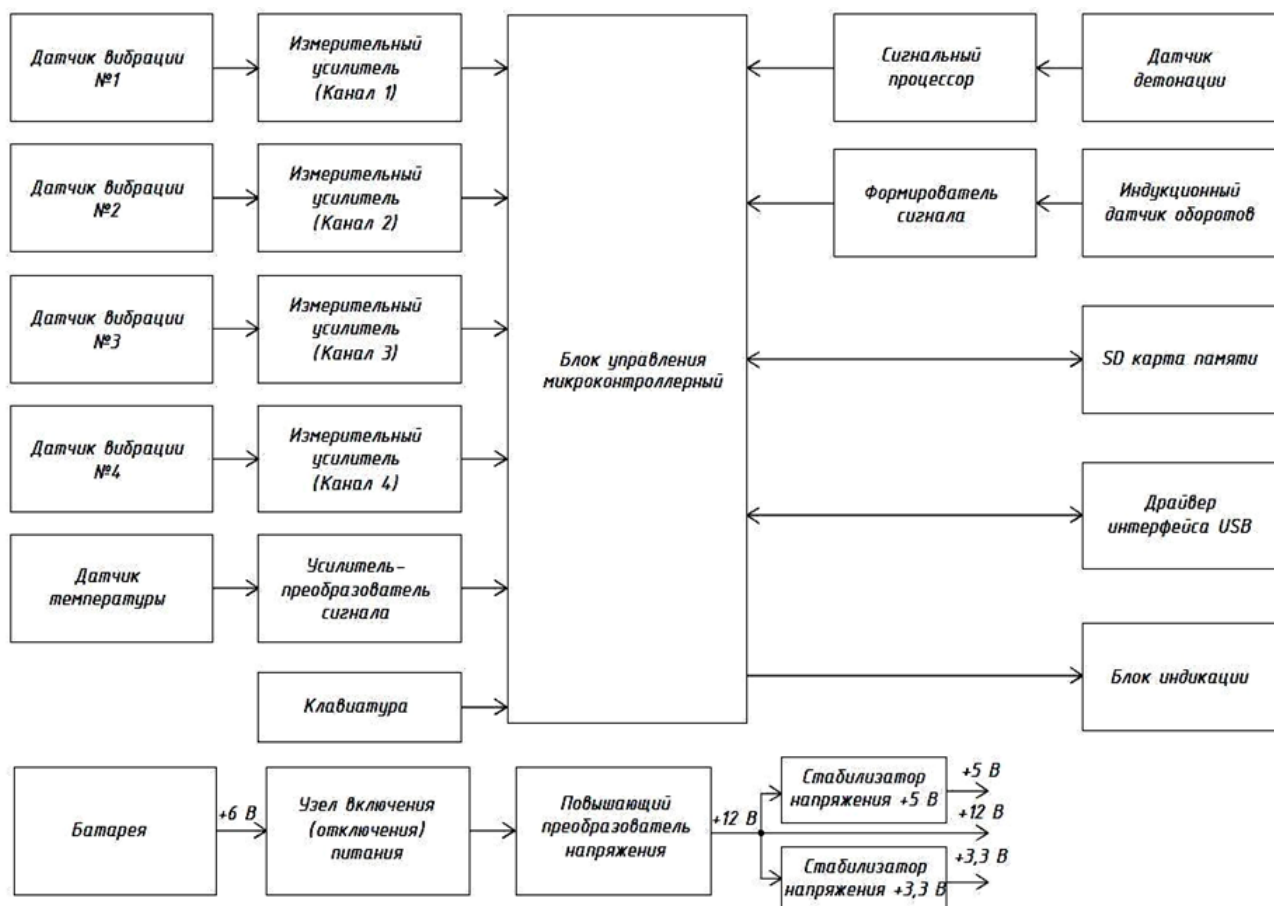 Датчик вибрации
№1
Измерительный
усилитель
(Канал 1)
Сигнальный
процессор
Датчик
детонации
Датчик вибрации
№2
Измерительный
усилитель
(Канал 2)
Формирователь
сигнала
Индукционный
датчик оборотов
Датчик вибрации
№3
Измерительный
усилитель
(Канал 3)
Блок управления
микроконтроллерный
SD карта памяти
Датчик вибрации
№4
Измерительный
усилитель
(Канал 4)
Драйвер
интерфейса USB
Датчик
температуры
Усилитель-
преобразователь
сигнала
Клавиатура
Блок индикации
Батарея
+6 В
Узел включения
(отключения)
питания
Повышающий
преобразователь
напряжения
+12 В
Стабилизатор
напряжения +5 В
+5 В
+12 В
Стабилизатор
напряжения +3,3 В
+3,3 В